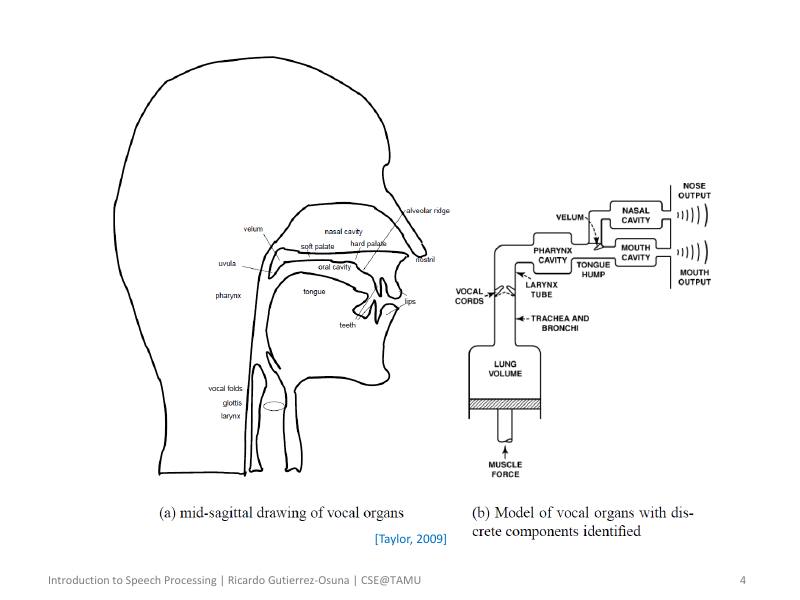 alveolar ridge
velum
nasal cavity
soft palate
hard palate
nostril
uvula
oral cavity
pharynx
tongue
lips
teeth
vocal folds
glottis
larynx
NOSE
OUTPUT
VELUM
NASAL
CAVITY
PHARYNX
CAVITY
MOUTH
CAVITY
TONGUE
HUMP
MOUTH
OUTPUT
VOCAL
CORDS
LARYNX
TUBE
TRACHEA AND
BRONCHI
LUNG
VOLUME
MUSCLE
FORCE
(a) mid-sagittal drawing of vocal organs
(b) Model of vocal organs with dis-
crete components identified
[Taylor, 2009]
Introduction to Speech Processing | Ricardo Gutierrez-Osuna | CSE@TAMU
4